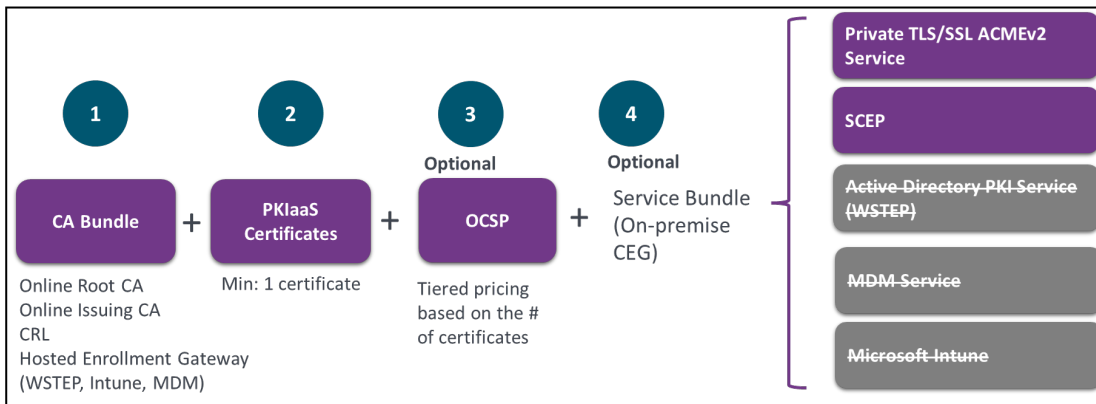 1
2
3
4
Optional
Optional
CA Bundle
+
PKIaaS
Certificates
+
OCSP
+
Service Bundle
(On-premise
CEG)
Online Root CA
Online Issuing CA
CRL
Hosted Enrollment Gateway
(WSTEP, Intune, MDM)
Min: 1 certificate
Tiered pricing
based on the #
of certificates
Private TLS/SSL ACMEv2
Service
SCEP
Active Directory PKI Service
(WSTEP)
MDM Service
Microsoft Intune